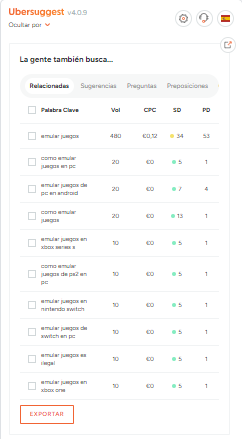 Ubersuggest v4.0.9
Ocultar por
La gente también busca...
Relacionadas Sugerencias Preguntas Preposiciones
Palabra Clave Vol CPC SD PD
emular juegos 480 €0,12 34 53
como emular
juegos en pc 20 €0 5 1
emular juegos de
pc en android 20 €0 7 4
como emular
juegos 20 €0 13 1
emular juegos en
xbox series s 10 €0 5 1
como emular
juegos de ps2 en
pc 10 €0 5 1
emular juegos en
nintendo switch 10 €0 5 1
emular juegos de
switch en pc 10 €0 5 1
emular juegos es
ilegal 10 €0 5 1
emular juegos en
xbox one 10 €0 5 1
EXPORTAR